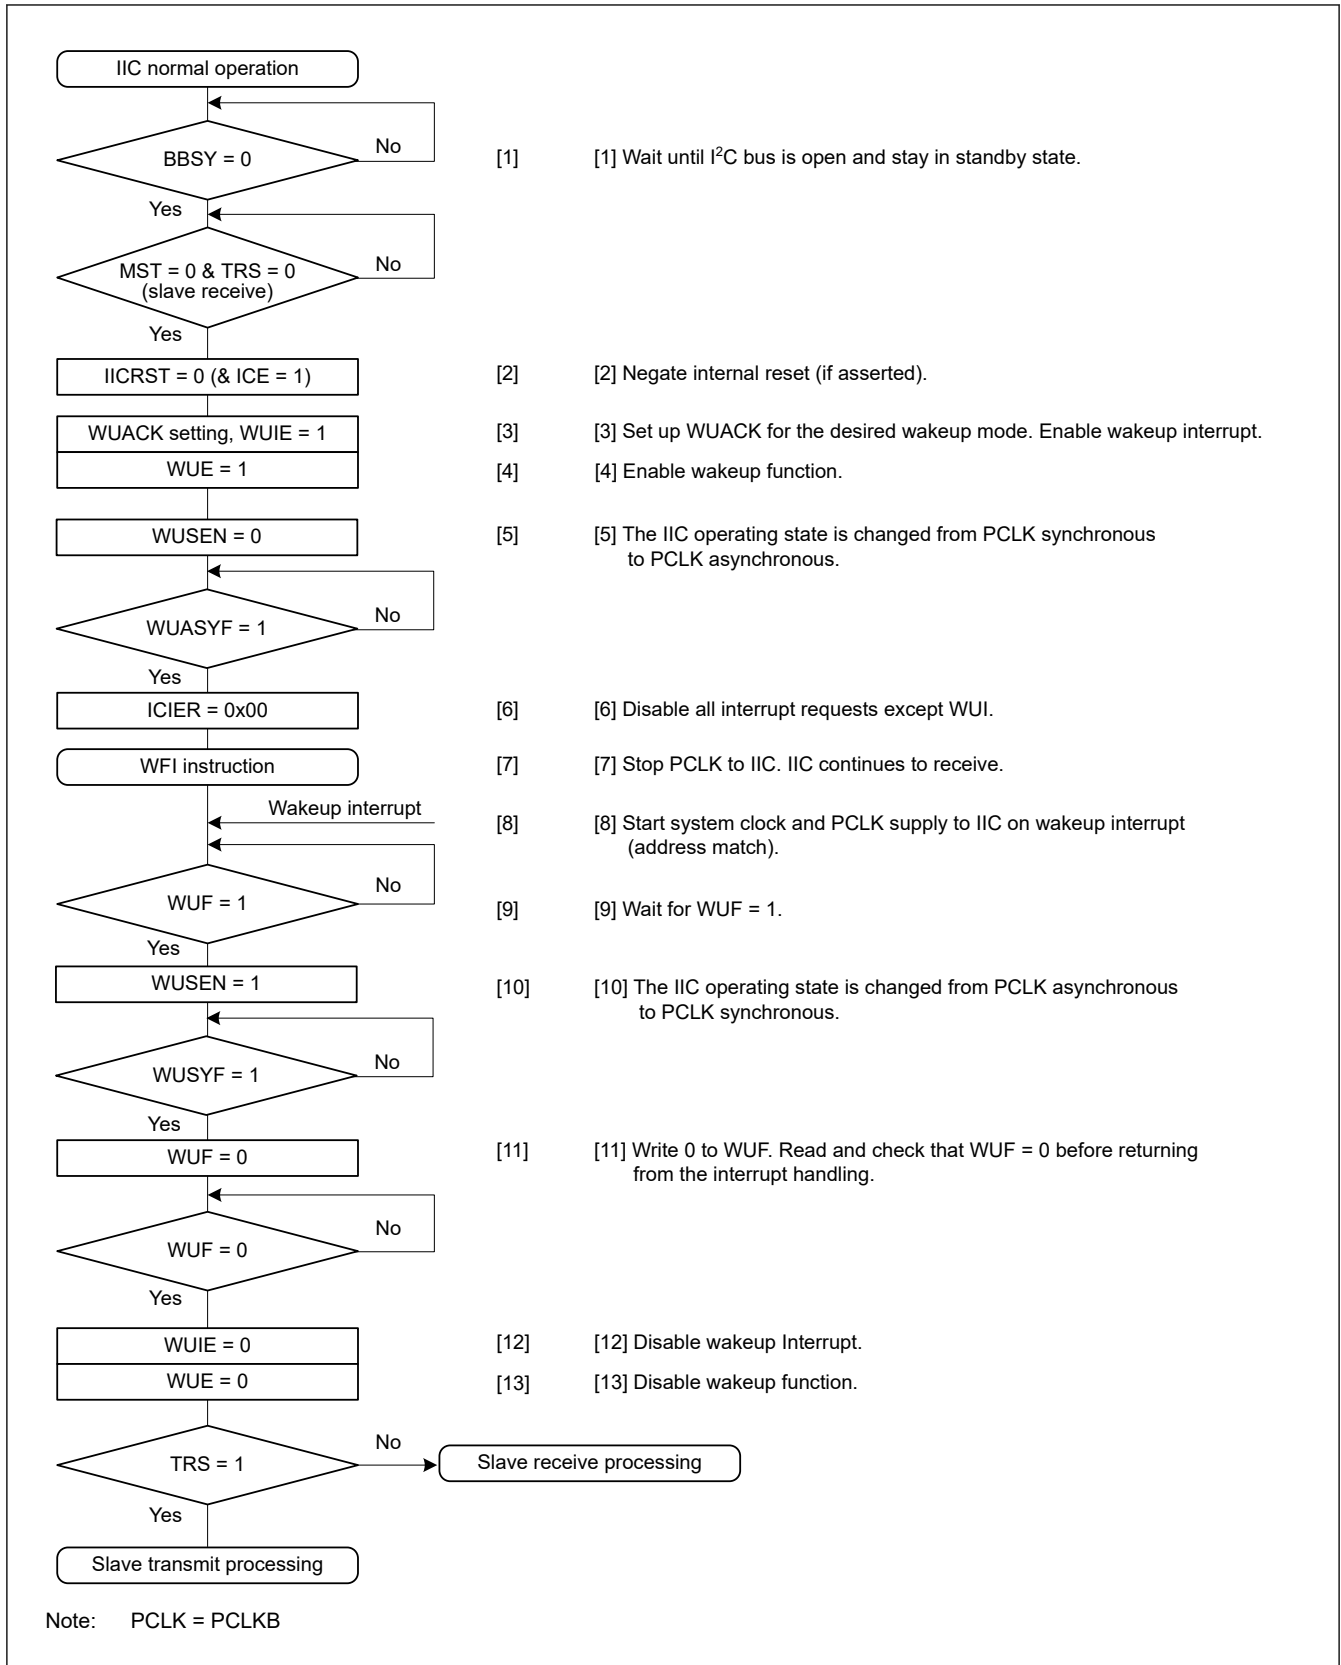 IIC normal operation
BBSY = 0
No
[1] [1] Wait until I²C bus is open and stay in standby state.
Yes
MST = 0 & TRS = 0
(slave receive)
No
Yes
IICRST = 0 (& ICE = 1)
[2] [2] Negate internal reset (if asserted).
WUACK setting, WUIE = 1
[3] [3] Set up WUACK for the desired wakeup mode. Enable wakeup interrupt.
WUE = 1
[4] [4] Enable wakeup function.
WUSEN = 0
[5] [5] The IIC operating state is changed from PCLK synchronous
to PCLK asynchronous.
WUASYF = 1
No
Yes
ICIER = 0x00
[6] [6] Disable all interrupt requests except WUI.
WFI instruction
[7] [7] Stop PCLK to IIC. IIC continues to receive.
Wakeup interrupt
[8] [8] Start system clock and PCLK supply to IIC on wakeup interrupt
(address match).
WUF = 1
No
[9] [9] Wait for WUF = 1.
Yes
WUSEN = 1
[10] [10] The IIC operating state is changed from PCLK asynchronous
to PCLK synchronous.
WUSYF = 1
No
Yes
WUF = 0
[11] [11] Write 0 to WUF. Read and check that WUF = 0 before returning
from the interrupt handling.
WUF = 0
No
Yes
WUIE = 0
[12] [12] Disable wakeup Interrupt.
WUE = 0
[13] [13] Disable wakeup function.
TRS = 1
No
Slave receive processing
Yes
Slave transmit processing
Note: PCLK = PCLKB